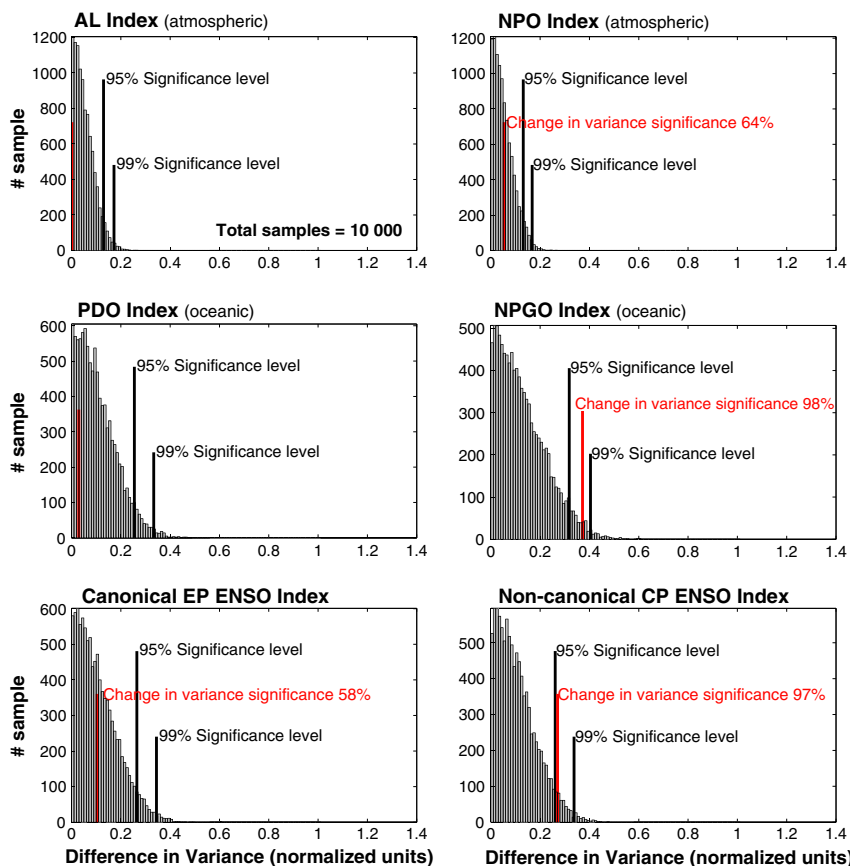 AL Index (atmospheric)
1200
1000
800
600
400
200
0
# sample
95% Significance level
99% Significance level
Total samples = 10 000
0 0.2 0.4 0.6 0.8 1 1.2 1.4
NPO Index (atmospheric)
1200
1000
800
600
400
200
0
95% Significance level
Change in variance significance 64%
99% Significance level
0 0.2 0.4 0.6 0.8 1 1.2 1.4
PDO Index (oceanic)
600
500
400
300
200
100
0
# sample
95% Significance level
99% Significance level
0 0.2 0.4 0.6 0.8 1 1.2 1.4
NPGO Index (oceanic)
500
400
300
200
100
0
95% Significance level
Change in variance significance 98%
99% Significance level
0 0.2 0.4 0.6 0.8 1 1.2 1.4
Canonical EP ENSO Index
600
500
400
300
200
100
0
# sample
95% Significance level
Change in variance significance 58%
99% Significance level
0 0.2 0.4 0.6 0.8 1 1.2 1.4
Difference in Variance (normalized units)
Non-canonical CP ENSO Index
500
400
300
200
100
0
95% Significance level
Change in variance significance 97%
99% Significance level
0 0.2 0.4 0.6 0.8 1 1.2 1.4
Difference in Variance (normalized units)